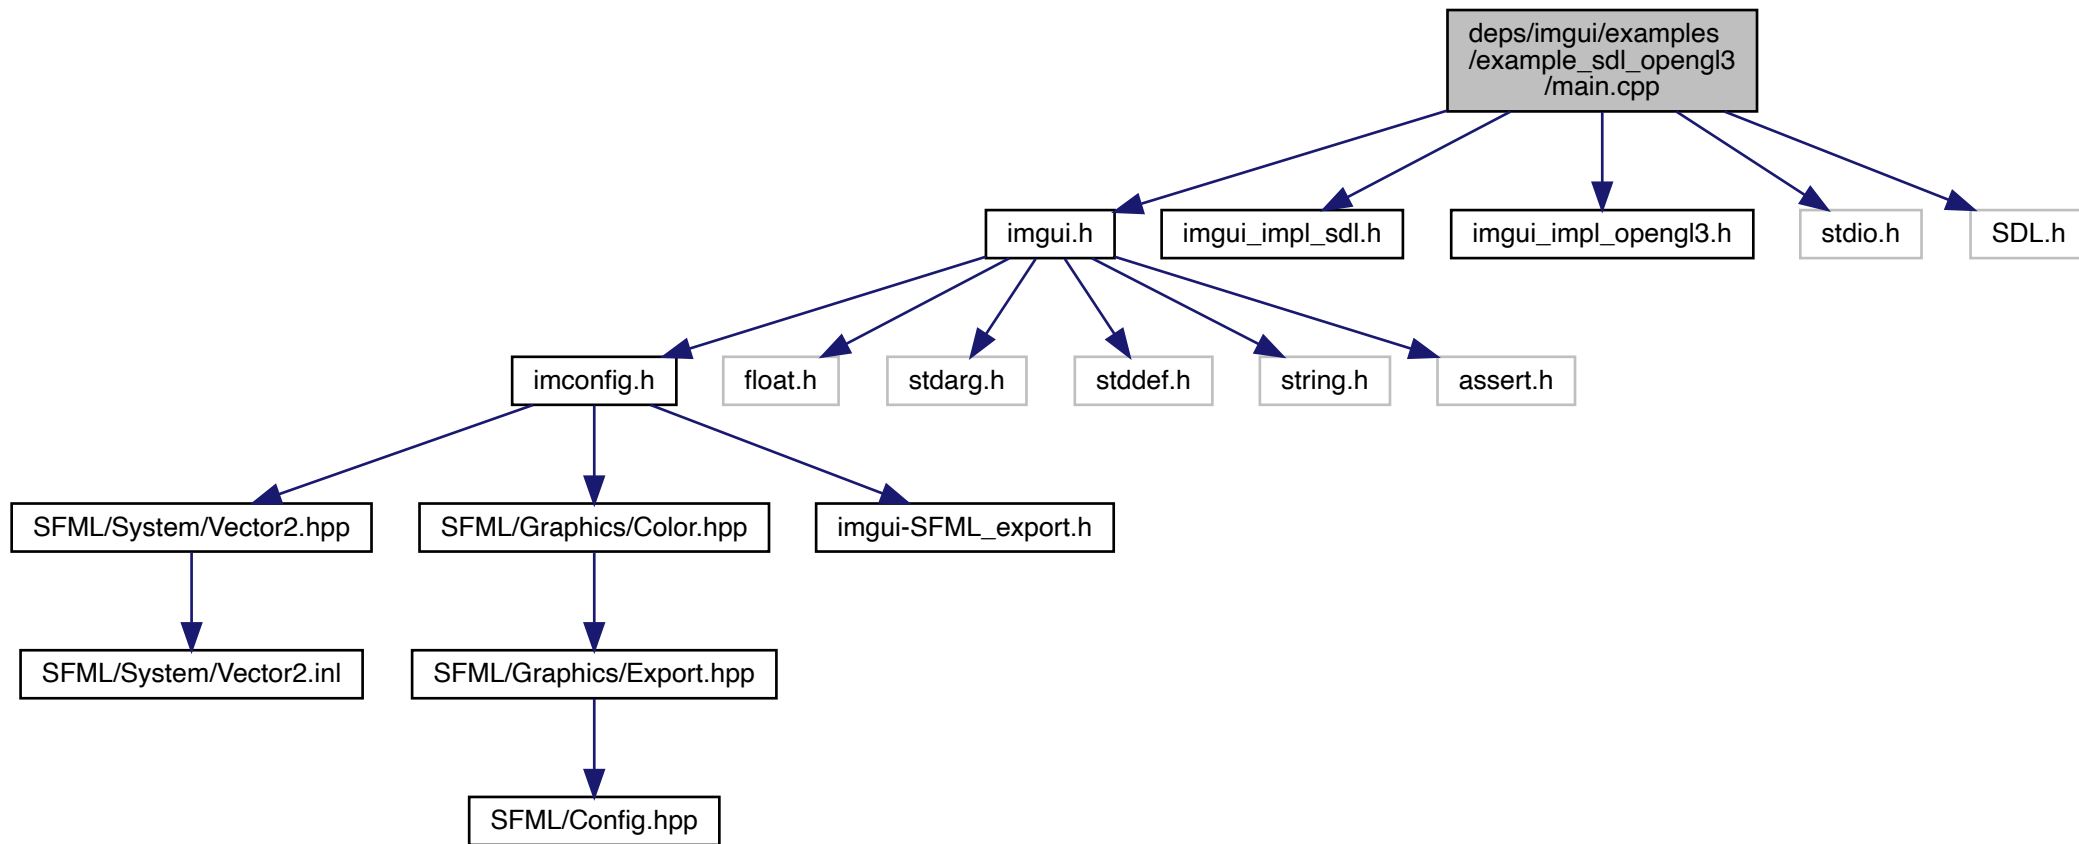 deps/imgui/examples
/example_sdl_opengl3
/main.cpp
imgui.h
imgui_impl_sdl.h
imgui_impl_opengl3.h
stdio.h
SDL.h
imconfig.h
float.h
stdarg.h
stddef.h
string.h
assert.h
SFML/System/Vector2.hpp
SFML/Graphics/Color.hpp
imgui-SFML_export.h
SFML/System/Vector2.inl
SFML/Graphics/Export.hpp
SFML/Config.hpp